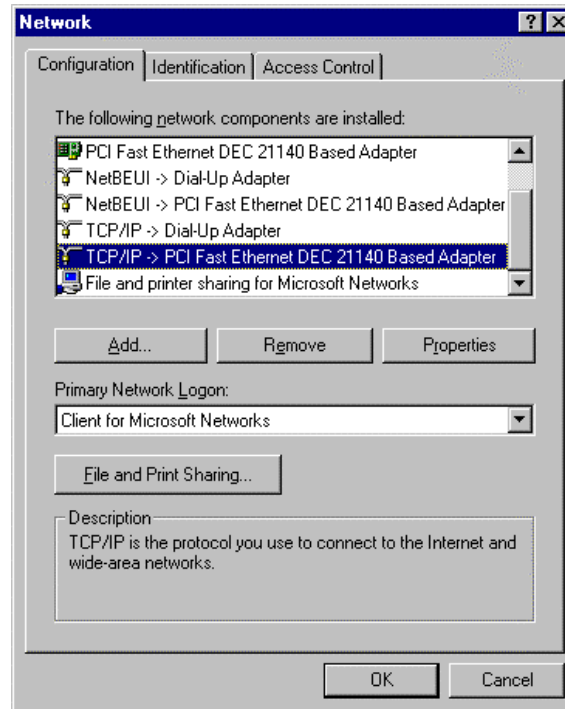 Network
Configuration Identification Access Control
The following network components are installed:
PCI Fast Ethernet DEC 21140 Based Adapter
NetBEUI -> Dial-Up Adapter
NetBEUI -> PCI Fast Ethernet DEC 21140 Based Adapter
TCP/IP -> Dial-Up Adapter
TCP/IP -> PCI Fast Ethernet DEC 21140 Based Adapter
File and printer sharing for Microsoft Networks
Add... Remove Properties
Primary Network Logon:
Client for Microsoft Networks
File and Print Sharing...
Description
TCP/IP is the protocol you use to connect to the Internet and
wide-area networks.
OK Cancel